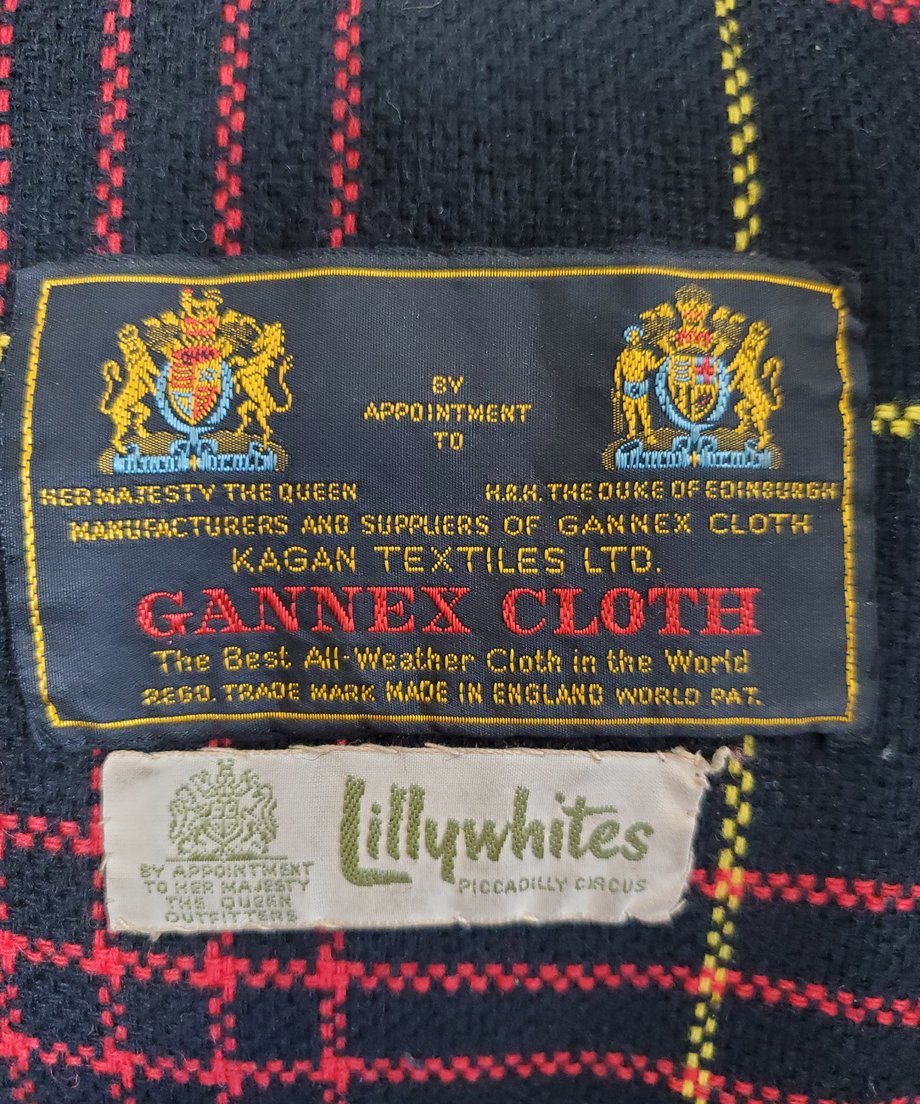 BY
APPOINTMENT
TO
HER MAJESTY THE QUEEN
H.R.H. THE DUKE OF EDINBURGH
MANUFACTURERS AND SUPPLIERS OF GANNEX CLOTH
KAGAN TEXTILES LTD.
GANNEX CLOTH
The Best All-Weather Cloth in the World
REGD. TRADE MARK MADE IN ENGLAND WORLD PAT.
Lillywhites
PICCADILLY CIRCUS
BY APPOINTMENT
TO HER MAJESTY
THE QUEEN
OUTFITTERS